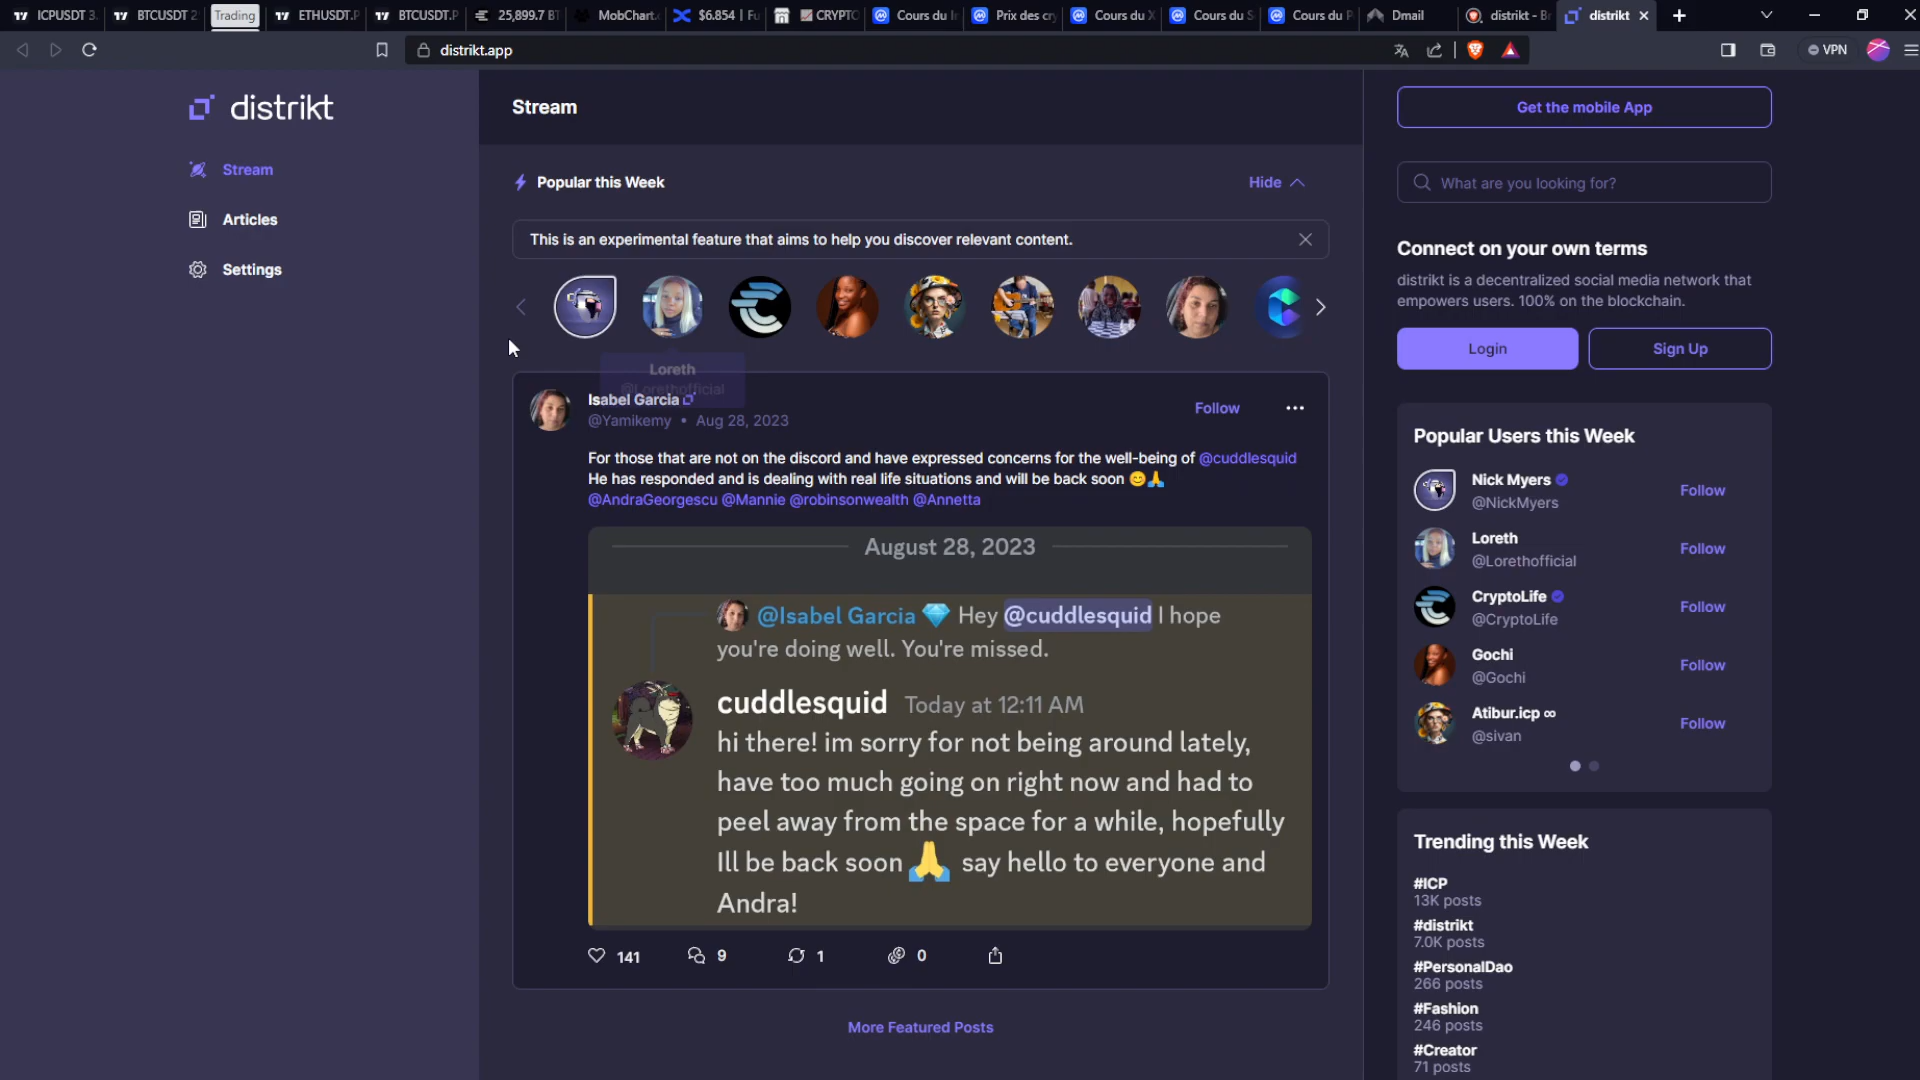 ICPUSDT 3.
BTCUSDT 2
Trading
ETHUSDT.P
BTCUSDT.P
25,899.7 BT
MobChart.
$6.854 | Fu
CRYPTO
Cours du I
Prix des cry
Cours du X
Cours du S
Cours du P
Dmail
distrikt - Br
distrikt
distrikt.app
VPN
distrikt
Stream
Articles
Settings
Stream
Popular this Week
Hide
This is an experimental feature that aims to help you discover relevant content.
Loreth
@Lorethofficial
Isabel Garcia
@Yamikemy • Aug 28, 2023
Follow
For those that are not on the discord and have expressed concerns for the well-being of @cuddlesquid
He has responded and is dealing with real life situations and will be back soon 😊🙏
@AndraGeorgescu @Mannie @robinsonwealth @Annetta
August 28, 2023
@Isabel Garcia 💎 Hey @cuddlesquid I hope
you're doing well. You're missed.
cuddlesquid Today at 12:11 AM
hi there! im sorry for not being around lately,
have too much going on right now and had to
peel away from the space for a while, hopefully
Ill be back soon 🙏 say hello to everyone and
Andra!
141
9
1
0
More Featured Posts
Get the mobile App
What are you looking for?
Connect on your own terms
distrikt is a decentralized social media network that
empowers users. 100% on the blockchain.
Login
Sign Up
Popular Users this Week
Nick Myers
@NickMyers
Follow
Loreth
@Lorethofficial
Follow
CryptoLife
@CryptoLife
Follow
Gochi
@Gochi
Follow
Atibur.icp ∞
@sivan
Follow
Trending this Week
#ICP
13K posts
#distrikt
7.0K posts
#PersonalDao
266 posts
#Fashion
246 posts
#Creator
71 posts